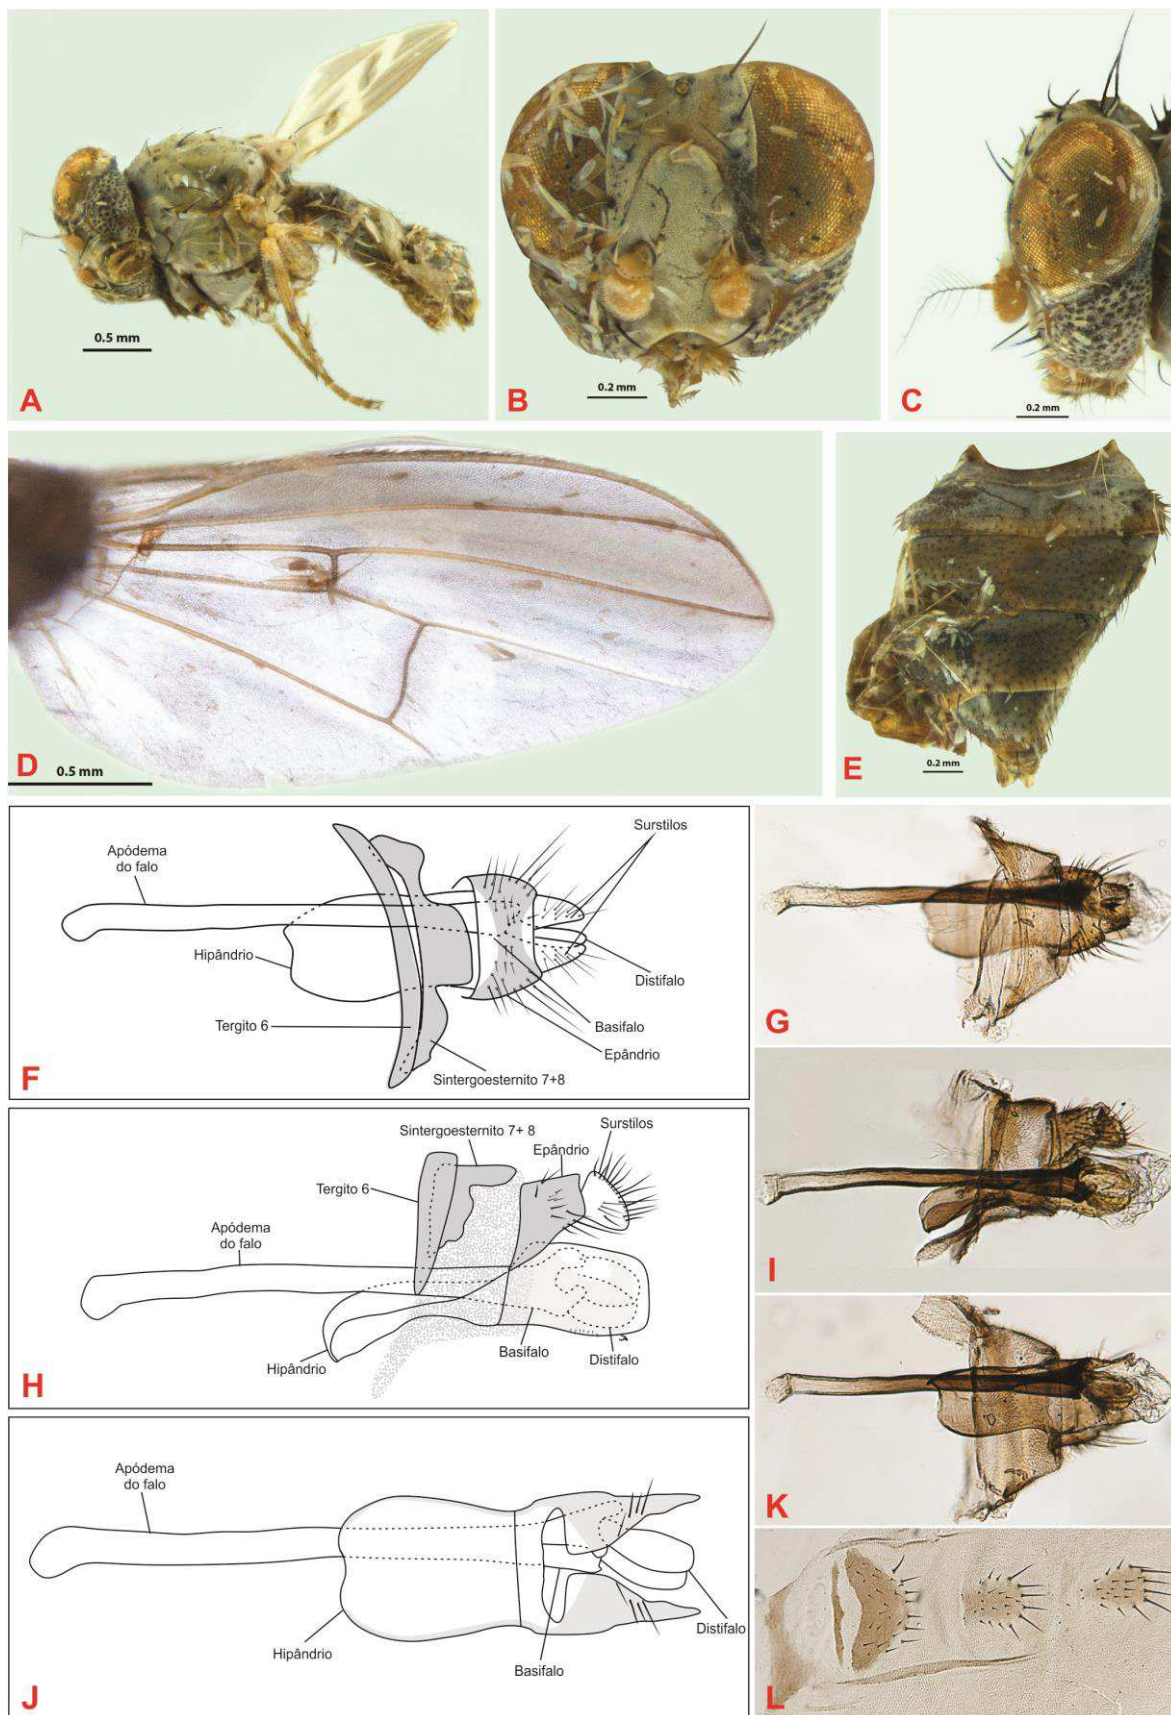 0.5 mm
A
0.2 mm
B
0.2 mm
C
0.5 mm
D
0.2 mm
E
Apódema
do falo
Hipândrio
Tergito 6
Sintergoesternito 7+8
Surstilos
Distifalo
Basifalo
Epândrio
F
G
Sintergoesternito 7+ 8
Surstilos
Epândrio
Tergito 6
Apódema
do falo
Hipândrio
Basifalo
Distifalo
H
I
Apódema
do falo
Hipândrio
Basifalo
Distifalo
J
K
L